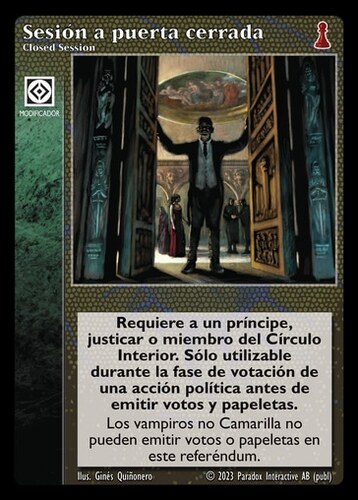 Sesión a puerta cerrada
Closed Session
MODIFICADOR
Requiere a un príncipe,
justicar o miembro del Círculo
Interior. Sólo utilizable
durante la fase de votación de
una acción política antes de
emitir votos y papeletas.
Los vampiros no Camarilla no
pueden emitir votos o papeletas en
este referéndum.
Ilus. Ginés Quiñonero
© 2023 Paradox Interactive AB (publ)